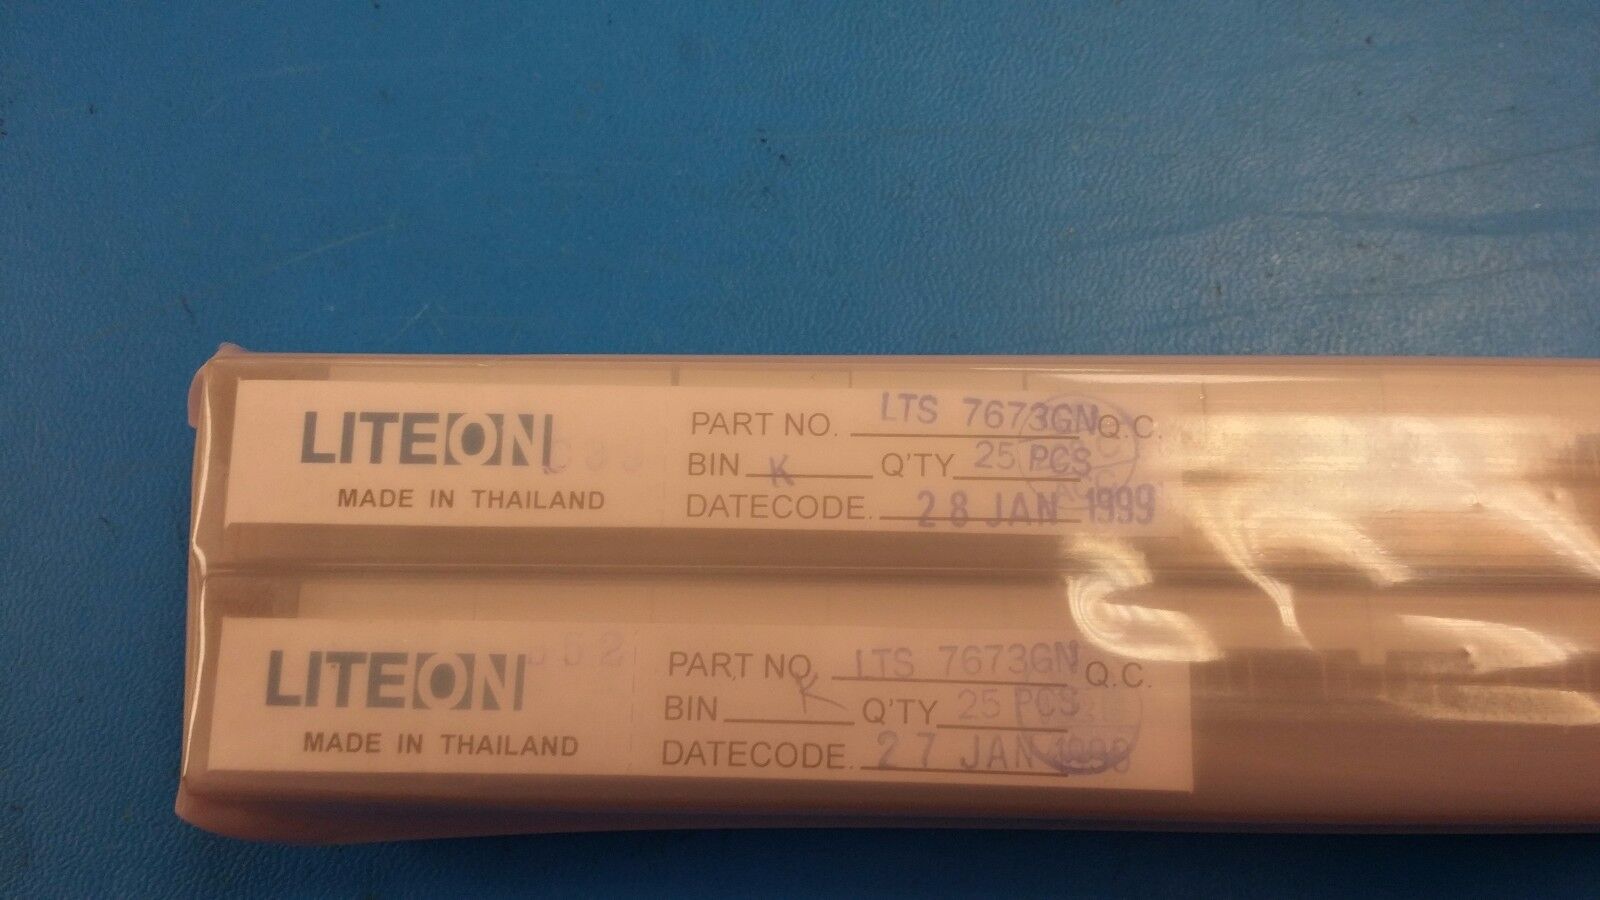 LITEON
MADE IN THAILAND
PART NO. LTS 7673GN Q.C.
BIN K Q'TY 25 PCS
DATECODE. 28 JAN 1999
LITEON 352
MADE IN THAILAND
PART NO. LTS 7673GN Q.C.
BIN K Q'TY 25 PCS
DATECODE. 27 JAN